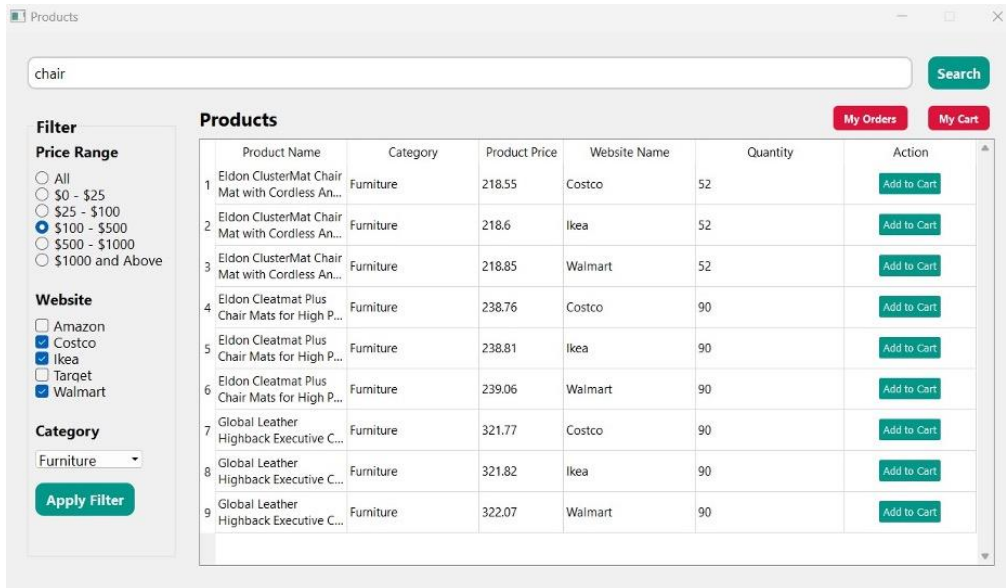 Products
chair
Search
Filter
Price Range
All
$0 - $25
$25 - $100
$100 - $500
$500 - $1000
$1000 and Above
Website
Amazon
Costco
Ikea
Target
Walmart
Category
Furniture
Apply Filter
Products
My Orders
My Cart
Product Name Category Product Price Website Name Quantity Action
1 Eldon ClusterMat Chair
Mat with Cordless An... Furniture 218.55 Costco 52 Add to Cart
2 Eldon ClusterMat Chair
Mat with Cordless An... Furniture 218.6 Ikea 52 Add to Cart
3 Eldon ClusterMat Chair
Mat with Cordless An... Furniture 218.85 Walmart 52 Add to Cart
4 Eldon Cleatmat Plus
Chair Mats for High P... Furniture 238.76 Costco 90 Add to Cart
5 Eldon Cleatmat Plus
Chair Mats for High P... Furniture 238.81 Ikea 90 Add to Cart
6 Eldon Cleatmat Plus
Chair Mats for High P... Furniture 239.06 Walmart 90 Add to Cart
7 Global Leather
Highback Executive C... Furniture 321.77 Costco 90 Add to Cart
8 Global Leather
Highback Executive C... Furniture 321.82 Ikea 90 Add to Cart
9 Global Leather
Highback Executive C... Furniture 322.07 Walmart 90 Add to Cart